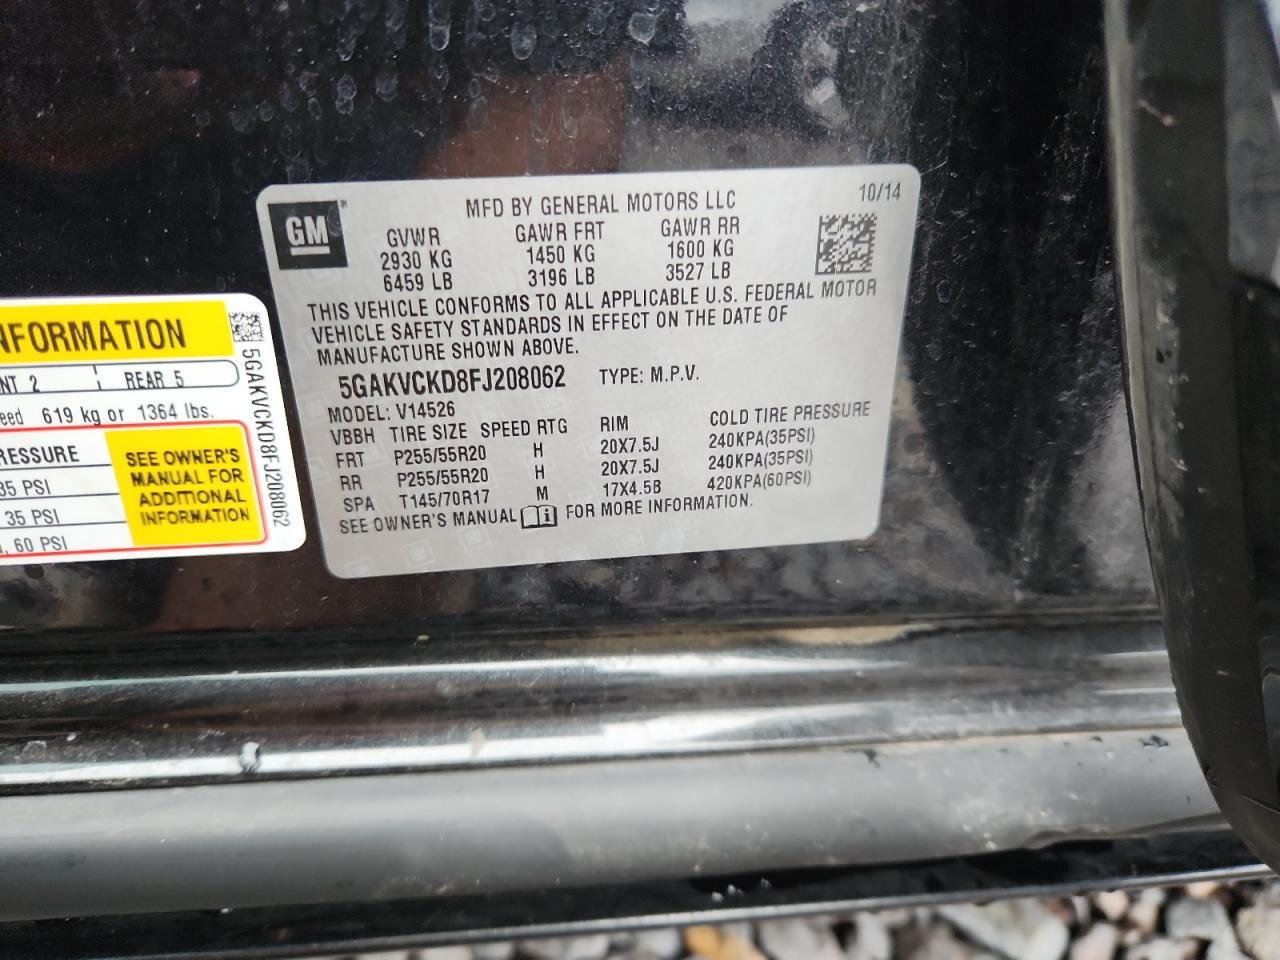 GM
MFD BY GENERAL MOTORS LLC
10/14
GVWR GAWR FRT GAWR RR
2930 KG 1450 KG 1600 KG
6459 LB 3196 LB 3527 LB
THIS VEHICLE CONFORMS TO ALL APPLICABLE U.S. FEDERAL MOTOR
VEHICLE SAFETY STANDARDS IN EFFECT ON THE DATE OF
MANUFACTURE SHOWN ABOVE.
5GAKVCKD8FJ208062 TYPE: M.P.V.
MODEL: V14526
VBBH TIRE SIZE SPEED RTG RIM COLD TIRE PRESSURE
FRT P255/55R20 H 20X7.5J 240KPA(35PSI)
RR P255/55R20 H 20X7.5J 240KPA(35PSI)
SPA T145/70R17 M 17X4.5B 420KPA(60PSI)
SEE OWNER'S MANUAL i FOR MORE INFORMATION.
NFORMATION
NT 2 REAR 5
eed 619 kg or 1364 lbs.
RESSURE
35 PSI
35 PSI
, 60 PSI
SEE OWNER'S
MANUAL FOR
ADDITIONAL
INFORMATION
5GAKVCKD8FJ208062